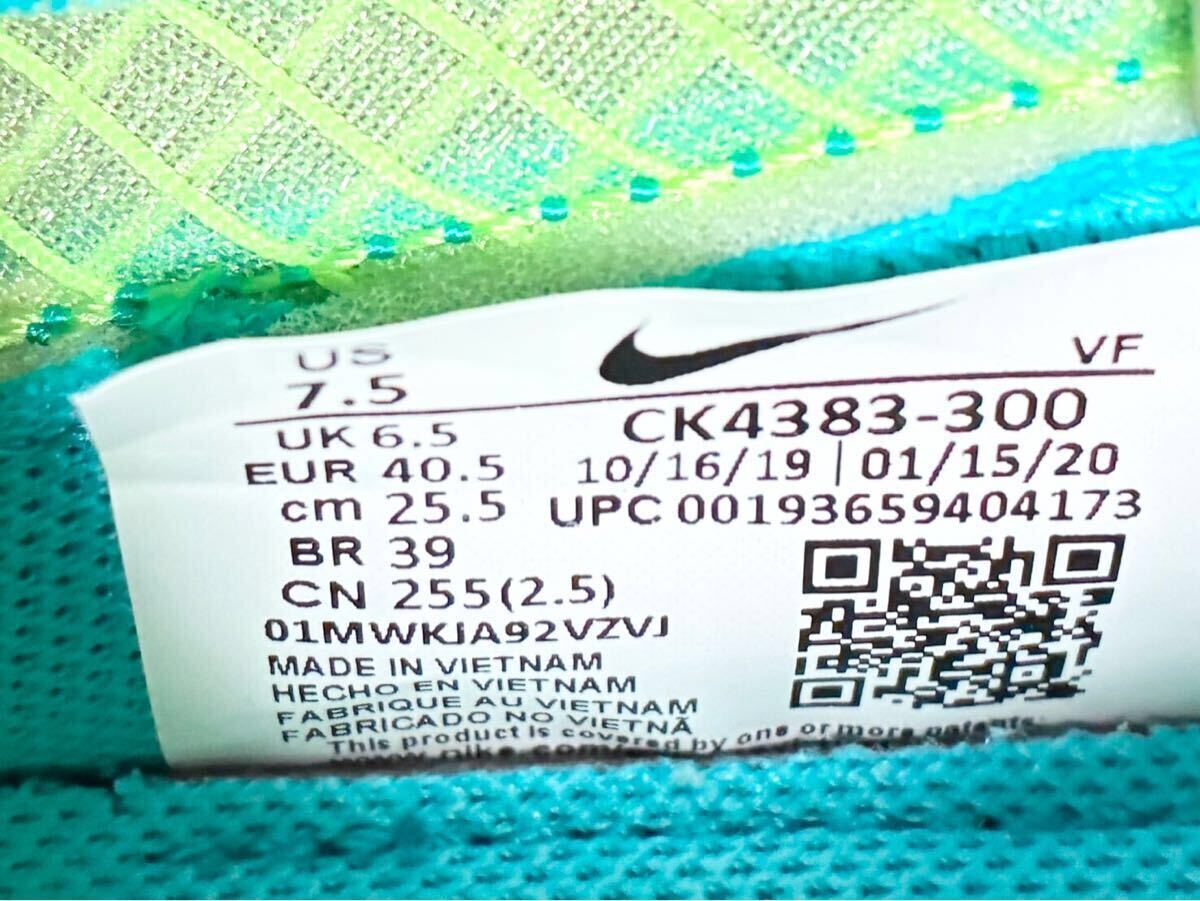 US
7.5
VF
CK4383-300
UK 6.5
EUR 40.5
10/16/19 | 01/15/20
cm 25.5
UPC 00193659404173
BR 39
CN 255(2.5)
01MWKJA92VZVJ
MADE IN VIETNAM
HECHO EN VIETNAM
FABRIQUE AU VIETNAM
FABRICADO NO VIETNÃ
This product is covered by one or more patents.